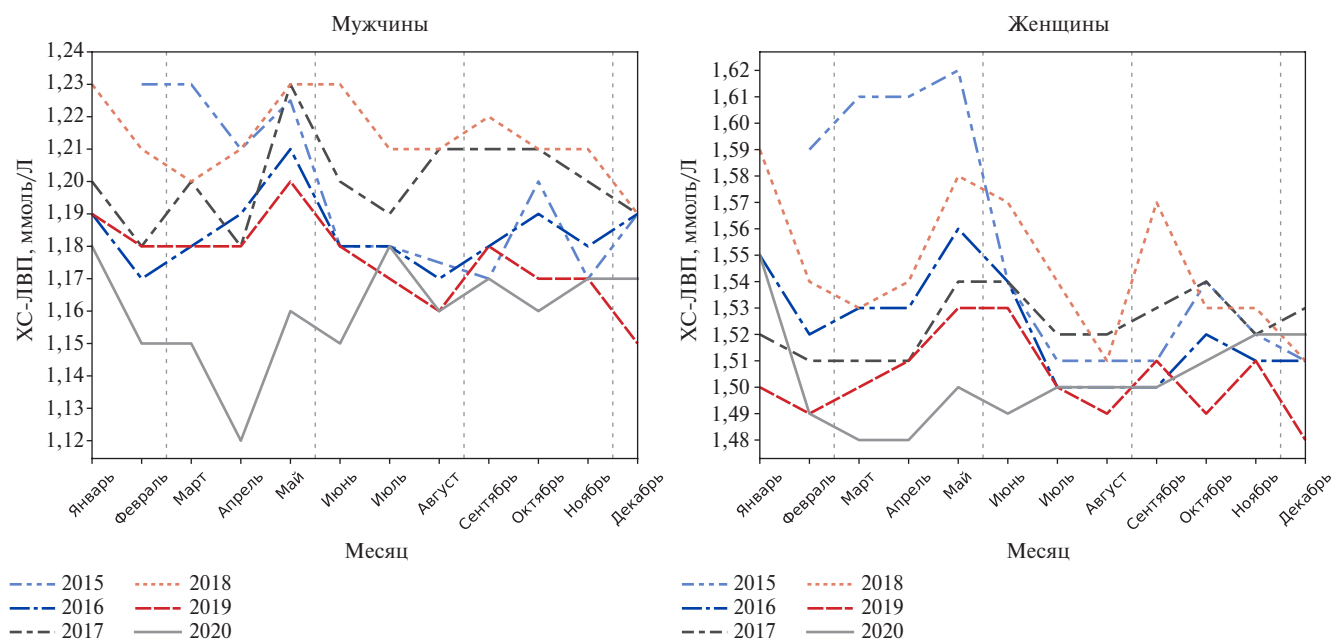 Мужчины
ХС-ЛВП, ммоль/Л
1,24
1,23
1,22
1,21
1,20
1,19
1,18
1,17
1,16
1,15
1,14
1,13
1,12
Январь
Февраль
Март
Апрель
Май
Июнь
Июль
Август
Сентябрь
Октябрь
Ноябрь
Декабрь
Месяц
2015
2016
2017
2018
2019
2020
Женщины
ХС-ЛВП, ммоль/Л
1,62
1,61
1,60
1,59
1,58
1,57
1,56
1,55
1,54
1,53
1,52
1,51
1,50
1,49
1,48
Январь
Февраль
Март
Апрель
Май
Июнь
Июль
Август
Сентябрь
Октябрь
Ноябрь
Декабрь
Месяц
2015
2016
2017
2018
2019
2020